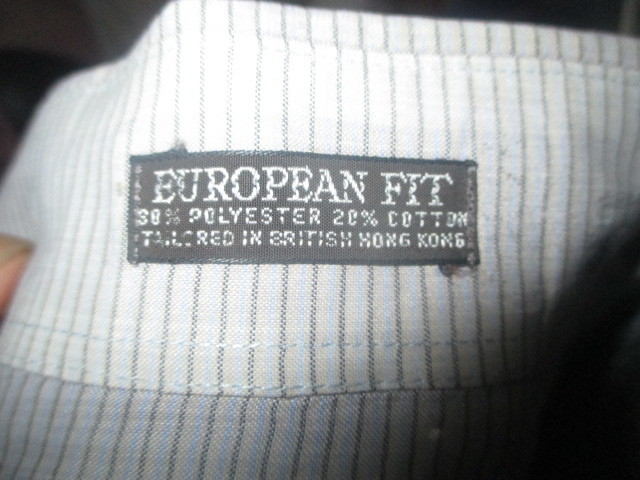 EUROPEAN FIT
80% POLYESTER 20% COTTON
TAILORED IN BRITISH HONG KONG